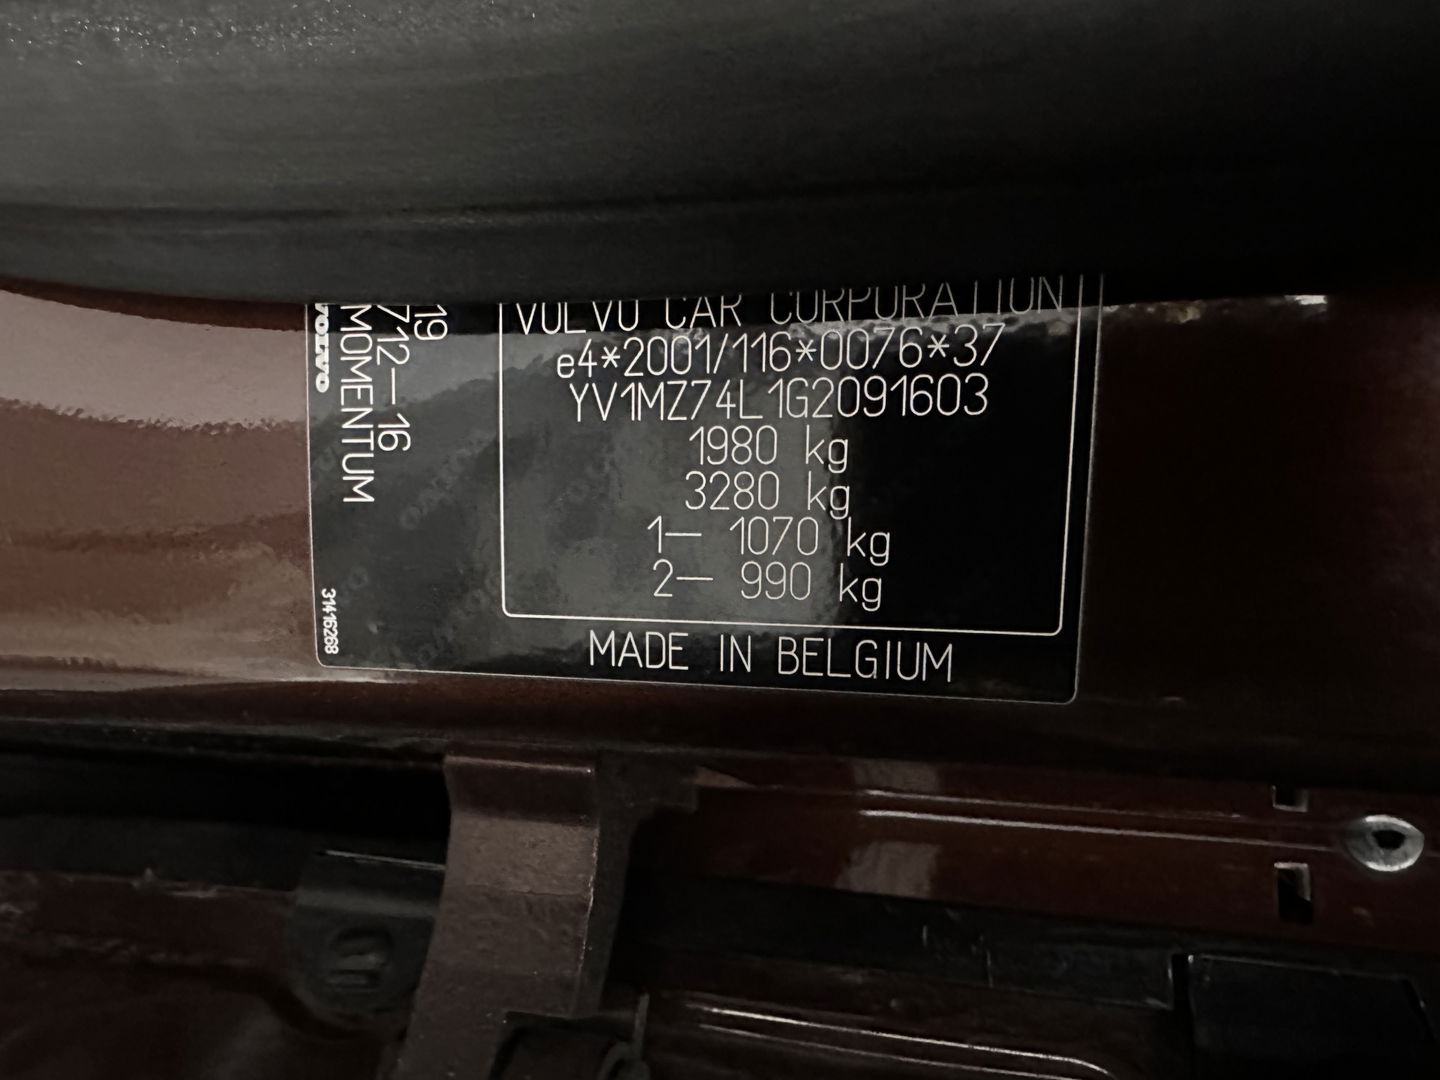 VOLVO CAR CORPORATION
e4*2001/116*0076*37
YV1MZ74L1G2091603
1980 kg
3280 kg
1– 1070 kg
2– 990 kg
MADE IN BELGIUM
19
712–16
MOMENTUM
VOLVO
31416268